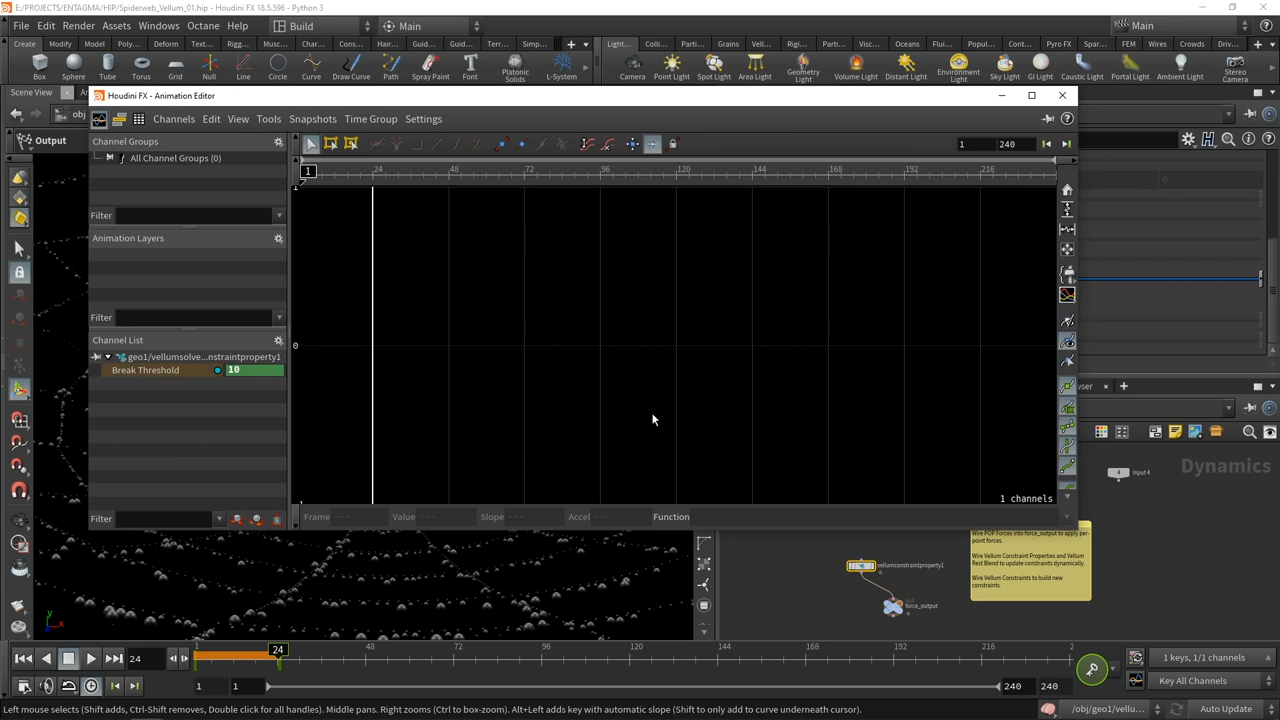 E:/PROJECTS/ENTAGMA/HIP/Spiderweb_Vellum_01.hip - Houdini FX 18.5.596 - Python 3
File Edit Render Assets Windows Octane Help Build Main Main
Create Modify Model Poly... Deform Text... Rigg... Musc... Char... Cons... Hair... Guid... Guid... Terr... Simp... Light... Colli... Parti... Grains Vell... Rigi... Parti... Visc... Oceans Flui... Popul... Cont... Pyro FX Spar... FEM Wires Crowds Driv...
Box Sphere Tube Torus Grid Null Line Circle Curve Draw Curve Path Spray Paint Font Platonic Solids L-System Camera Point Light Spot Light Area Light Geometry Light Volume Light Distant Light Environment Light Sky Light GI Light Caustic Light Portal Light Ambient Light Stereo Camera
Scene View
Houdini FX - Animation Editor
obj
Channels Edit View Tools Time Group Settings
Output
Channel Groups
1 240
All Channel Groups (0)
1 24 48 72 96 120 144 168 192 216
Filter
Animation Layers
Filter
Channel List
0
geo1/vellumsolve...nstraintproperty1
Break Threshold 10
Input 4
Dynamics
1 channels
Filter
Frame --- Value --- Slope --- Accel --- Function
Wire POP Forces into force_output to apply per-
point forces.
Wire Vellum Constraint Properties and Vellum
Rest Blend to update constraints dynamically.
Wire Vellum Constraints to build new
constraints.
vellumconstraintproperty1
force_output
24
1 24 48 72 96 120 144 168 192 216 2
1 keys, 1/1 channels
1 1 240 240
Key All Channels
Left mouse selects (Shift adds, Ctrl-Shift removes, Double click for all handles). Middle pans. Right zooms (Ctrl to box-zoom). Alt+Left adds key with automatic slope (Shift to only add to curve underneath cursor).
/obj/geo1/vellu...
Auto Update